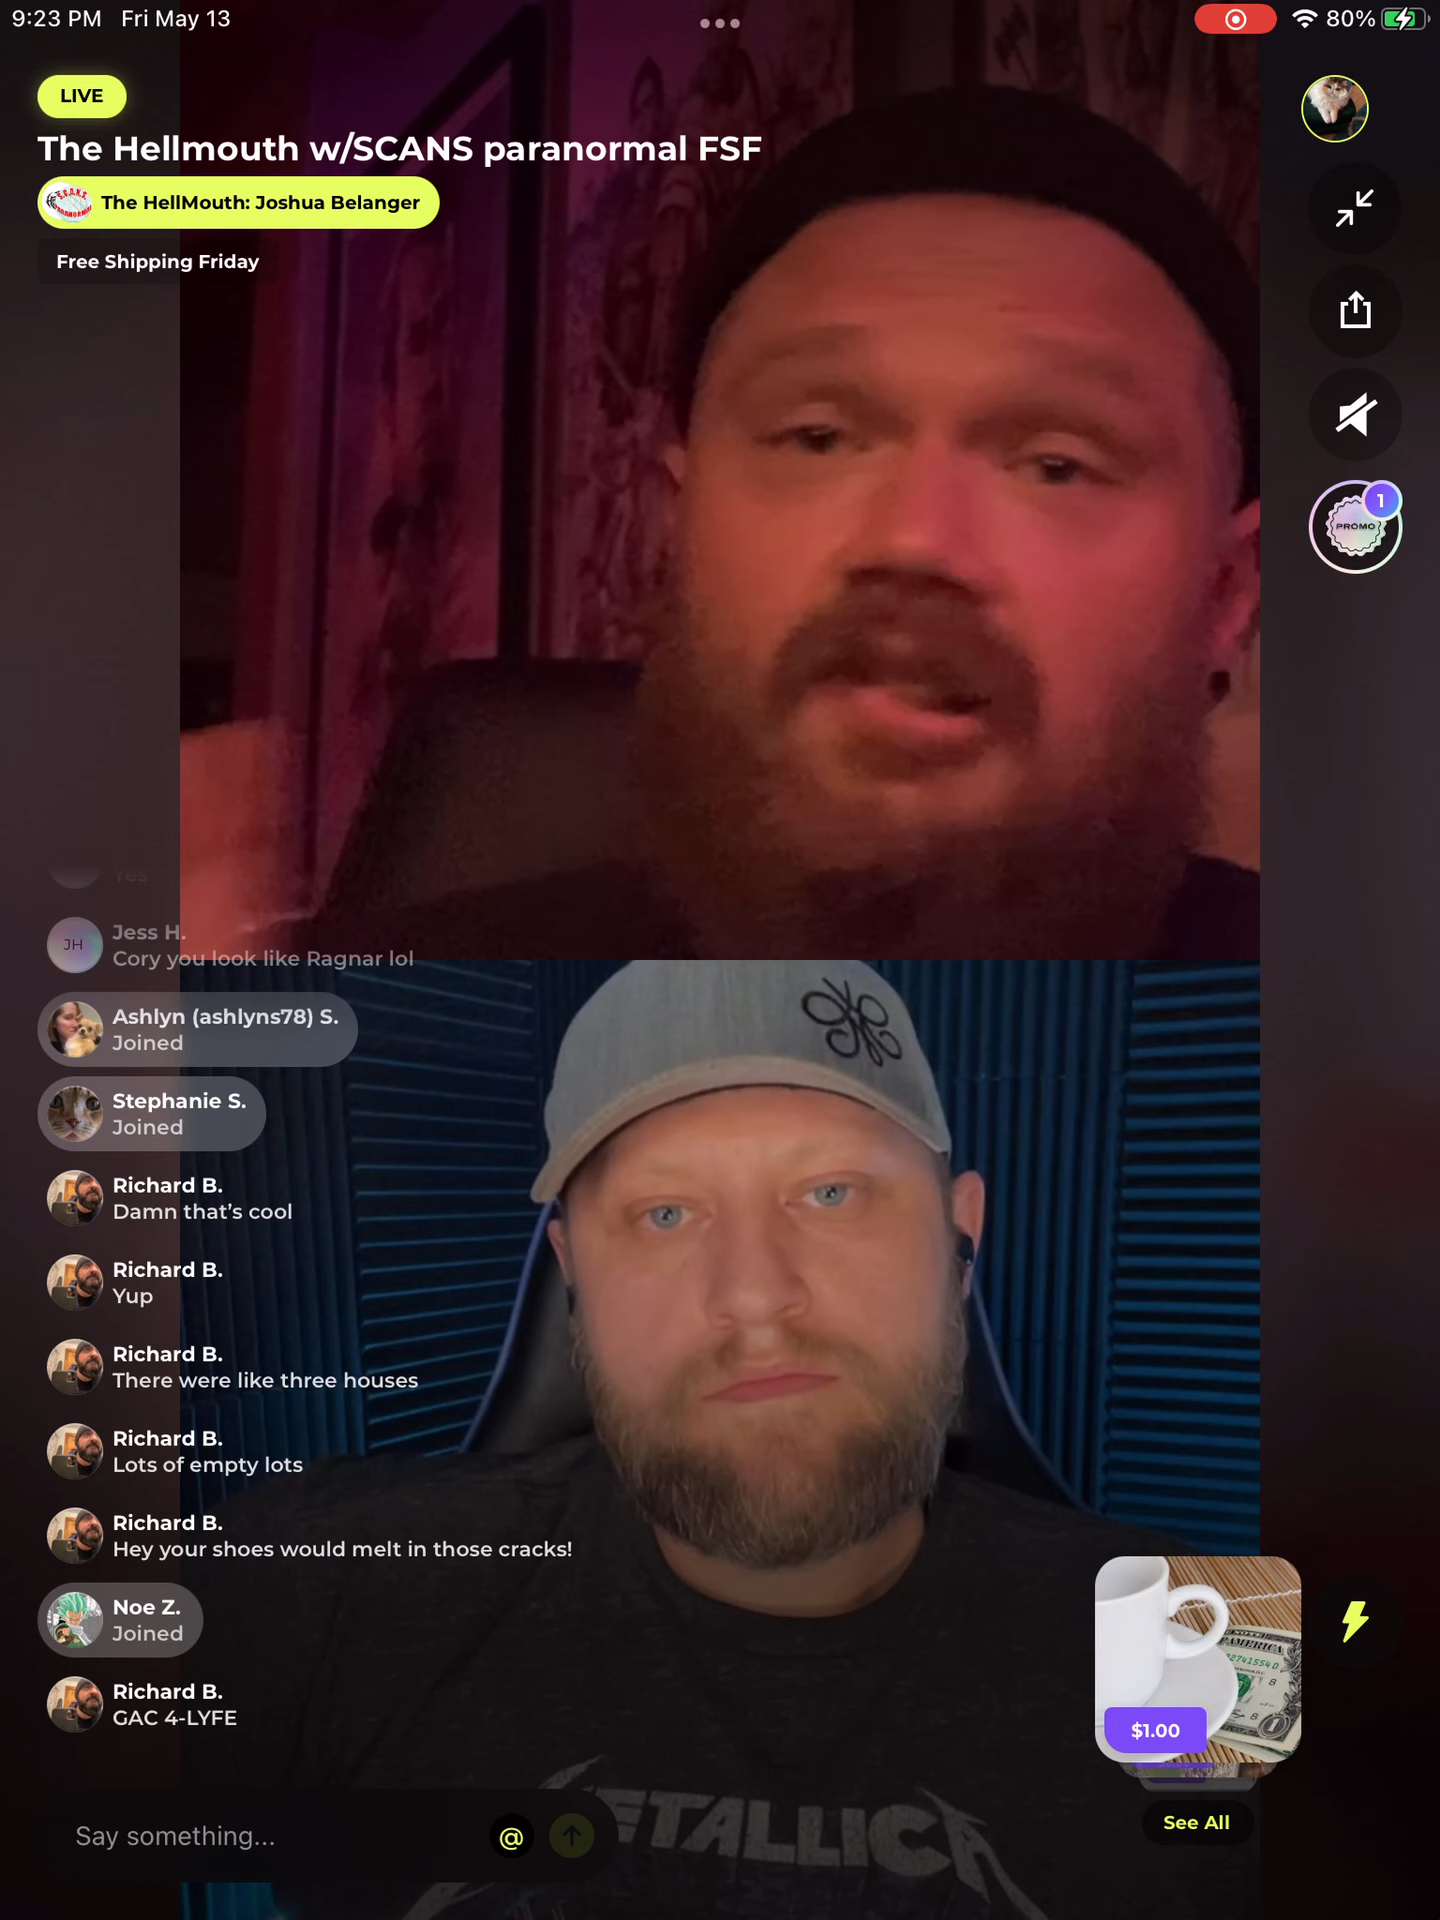 9:23 PM Fri May 13
80%
LIVE
The Hellmouth w/SCANS paranormal FSF
The HellMouth: Joshua Belanger
Free Shipping Friday
1
PROMO
Yes
JH
Jess H.
Cory you look like Ragnar lol
Ashlyn (ashlyns78) S.
Joined
Stephanie S.
Joined
Richard B.
Damn that’s cool
Richard B.
Yup
Richard B.
There were like three houses
Richard B.
Lots of empty lots
Richard B.
Hey your shoes would melt in those cracks!
Noe Z.
Joined
Richard B.
GAC 4-LYFE
$1.00
Say something...
@
ETALLICA
See All